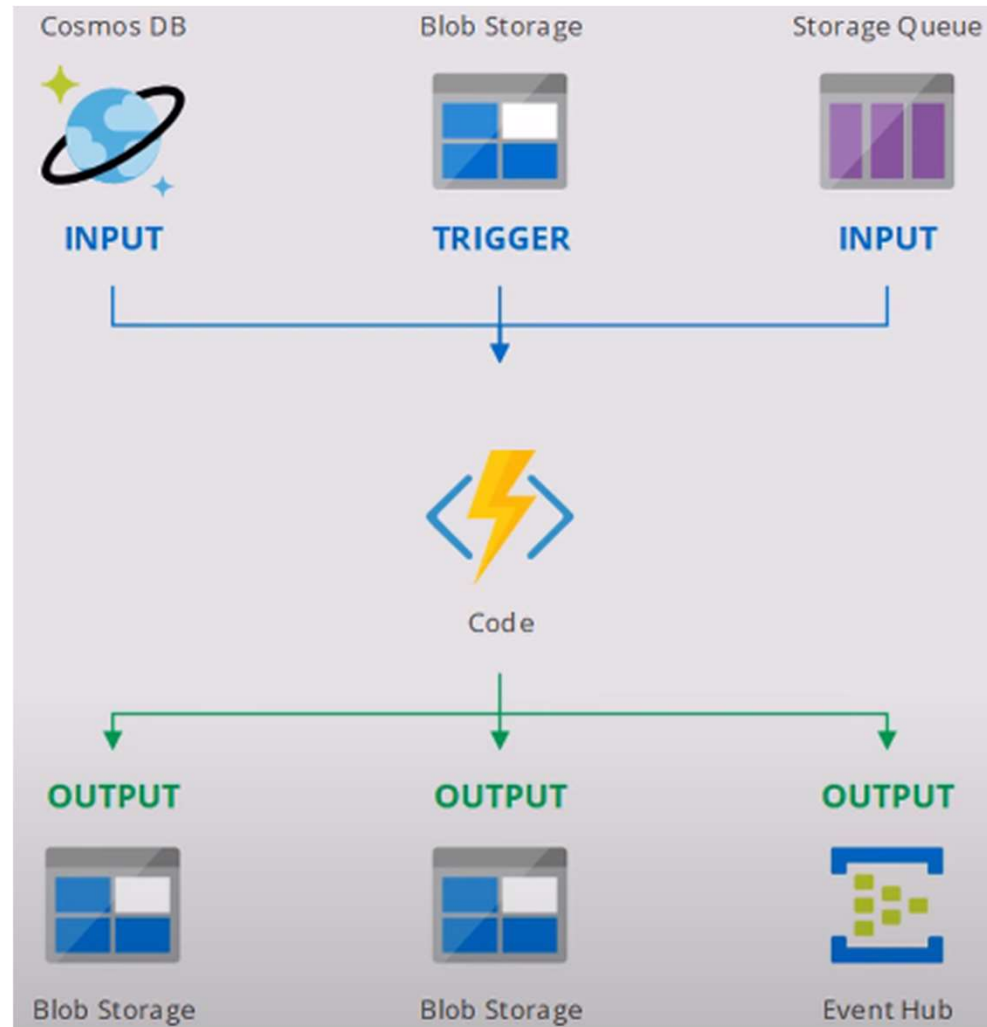 Cosmos DB
Blob Storage
Storage Queue
INPUT
TRIGGER
INPUT
Code
OUTPUT
OUTPUT
OUTPUT
Blob Storage
Blob Storage
Event Hub